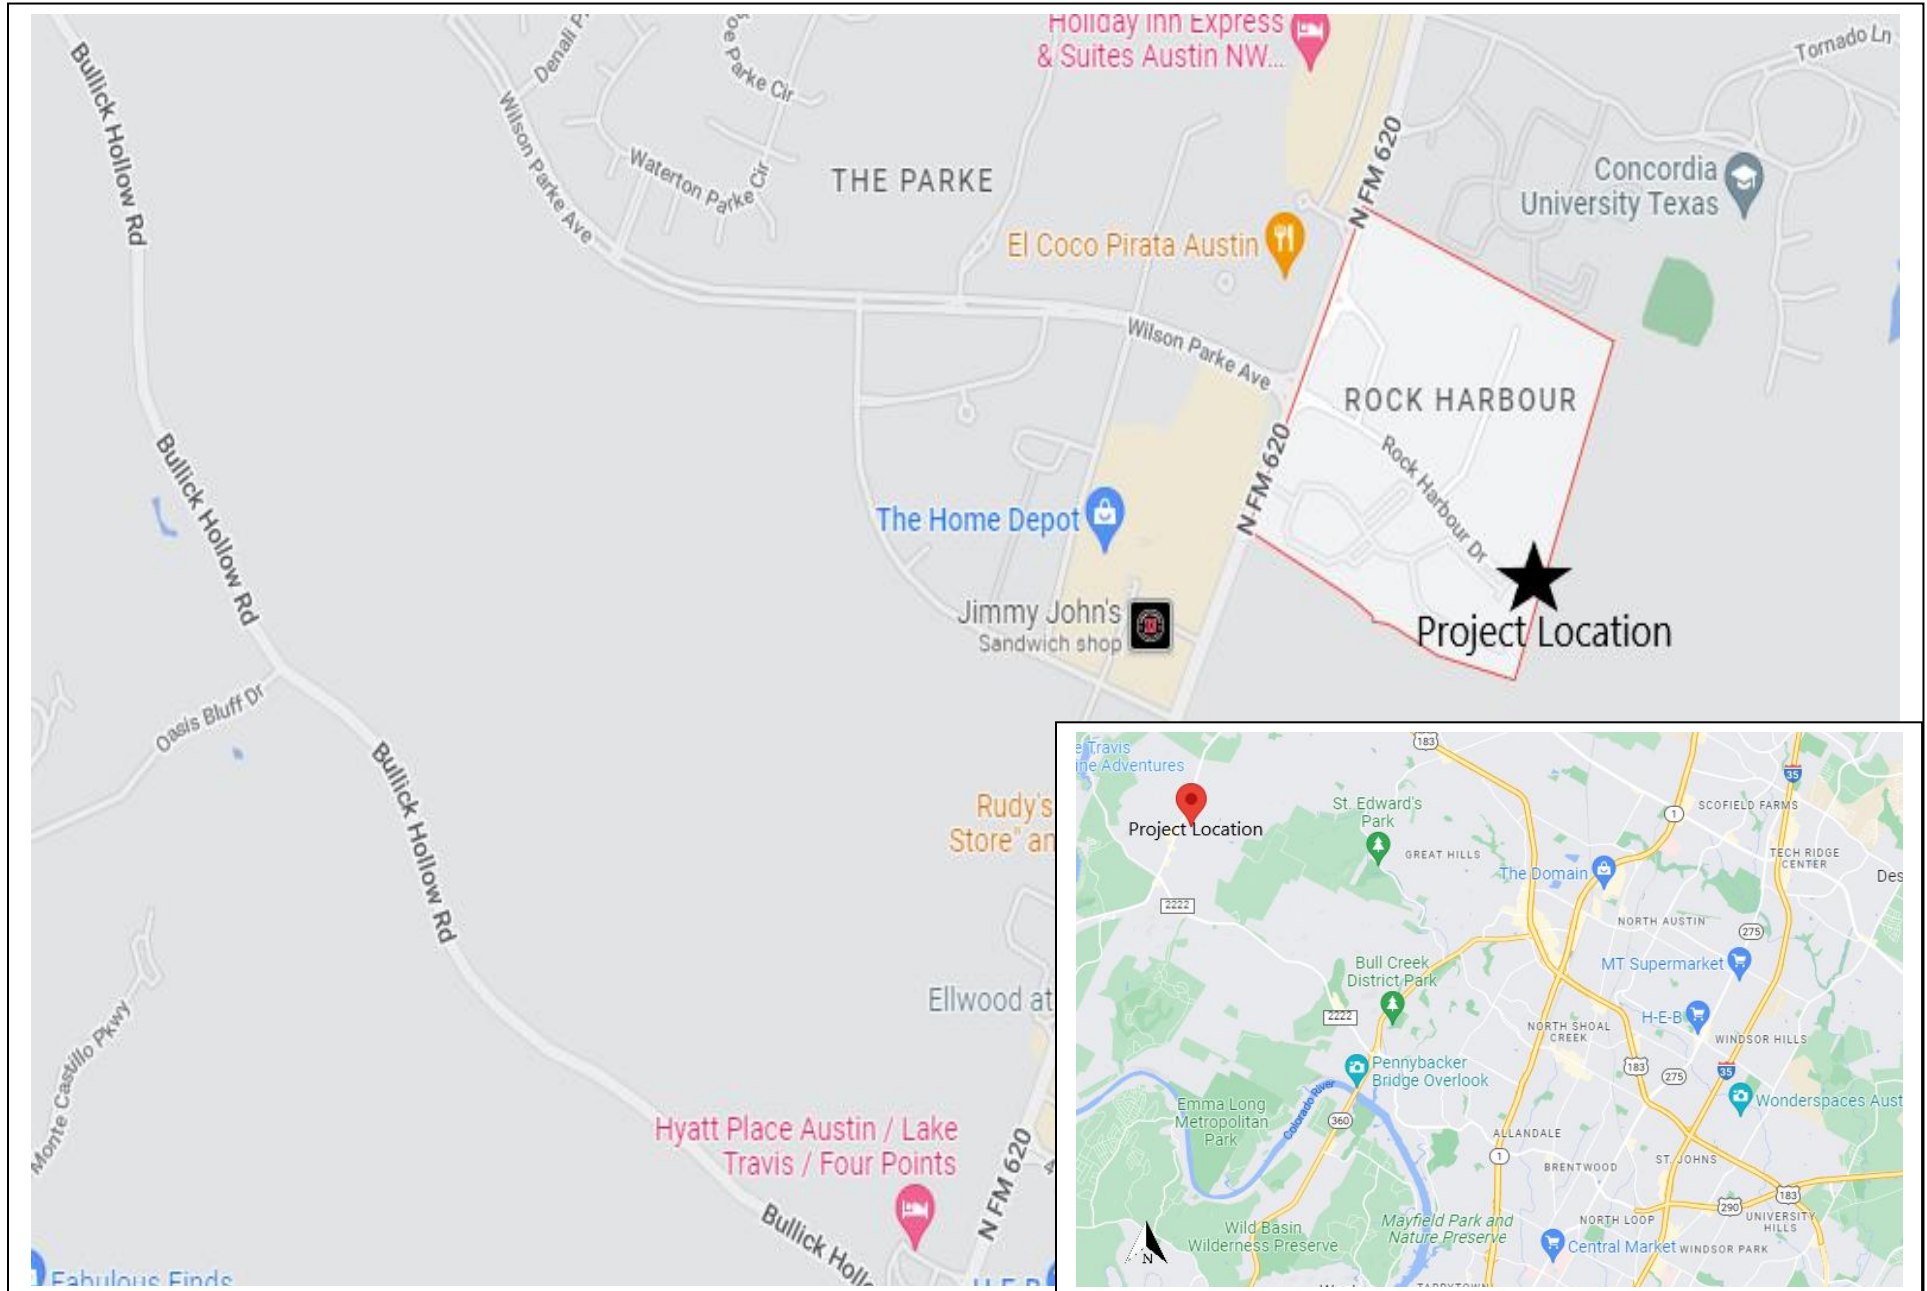 Holiday Inn Express
& Suites Austin NW...
Tornado Ln
Bullick Hollow Rd
Denali P
oge Parke Cir
Wilson Parke Ave
Waterton Parke Cir
THE PARKE
N FM 620
Concordia
University Texas
El Coco Pirata Austin
Wilson Parke Ave
ROCK HARBOUR
Rock Harbour Dr
N FM 620
Bullick Hollow Rd
The Home Depot
Jimmy John's
Sandwich shop
Project Location
Oasis Bluff Dr
Bullick Hollow Rd
Rudy's
Store" an
Ellwood at
Monte Castillo Pkwy
Hyatt Place Austin / Lake
Travis / Four Points
N FM 620
Bullick Hollo
Fabulous Finds
H-E-B
e Travis
ine Adventures
183
35
Project Location
St. Edward's
Park
1
SCOFIELD FARMS
GREAT HILLS
TECH RIDGE
CENTER
The Domain
Des
2222
NORTH AUSTIN
275
Bull Creek
District Park
MT Supermarket
2222
H-E-B
NORTH SHOAL
CREEK
WINDSOR HILLS
Pennybacker
Bridge Overlook
183
275
35
Colorado River
Emma Long
Metropolitan
Park
360
Wonderspaces Aust
ALLANDALE
1
BRENTWOOD
ST. JOHNS
183
290
UNIVERSITY
HILLS
Wild Basin
Wilderness Preserve
Mayfield Park and
Nature Preserve
NORTH LOOP
Central Market
WINDSOR PARK
N
TARRYTOWN